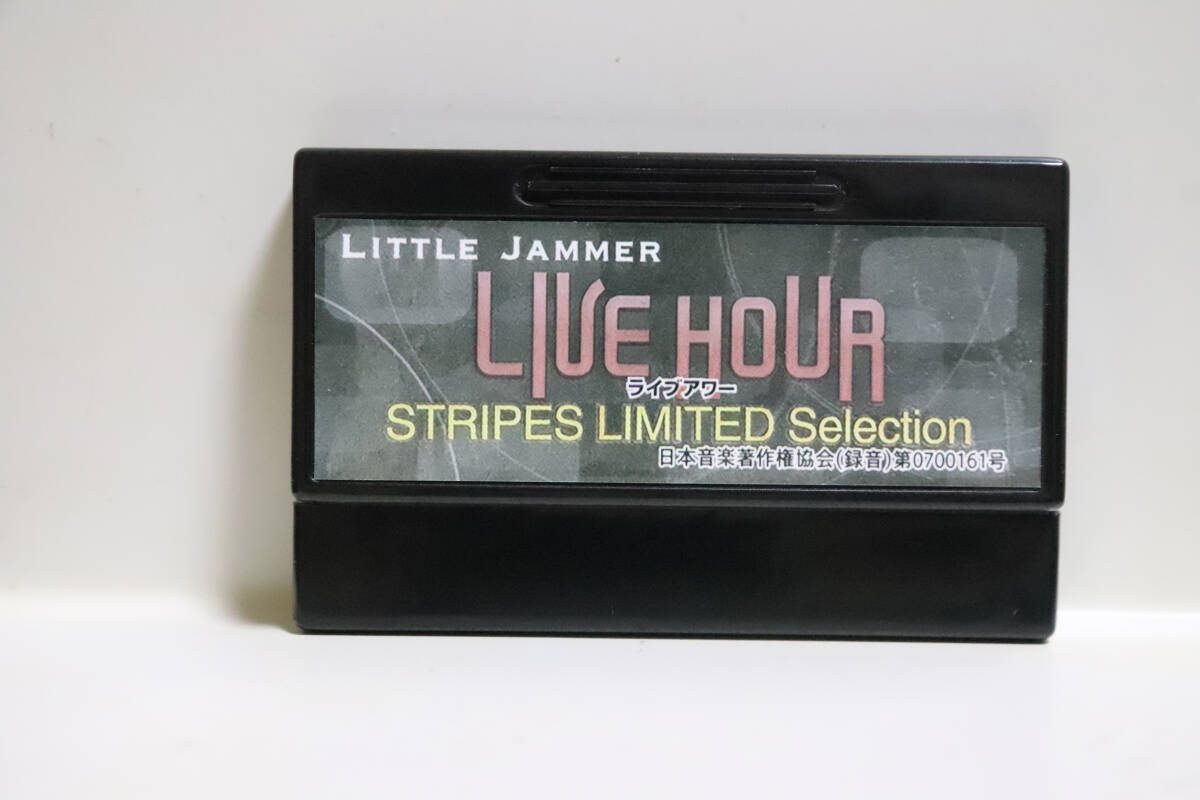 LITTLE JAMMER
LIVE HOUR
ライブアワー
STRIPES LIMITED Selection
日本音楽著作権協会(録音)第0700161号